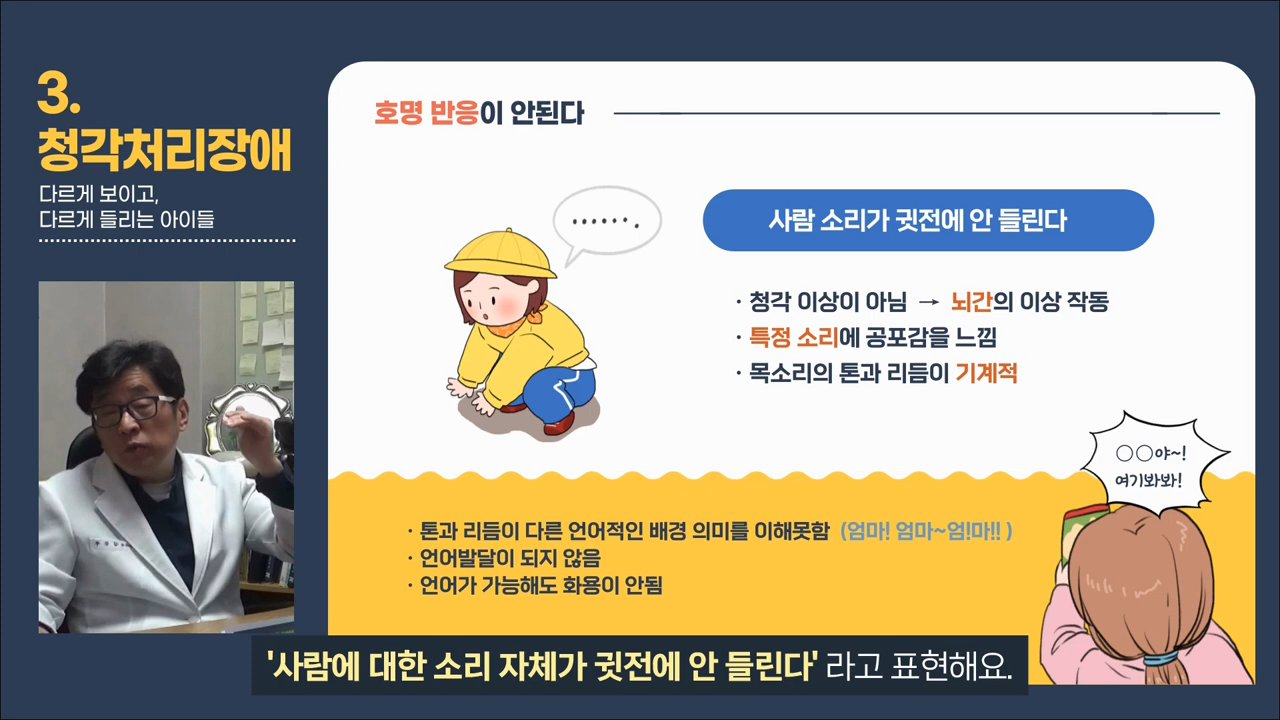 3.
청각처리장애
다르게 보이고,
다르게 들리는 아이들
호명 반응이 안된다
.......
사람 소리가 귓전에 안 들린다
· 청각 이상이 아님 → 뇌간의 이상 작동
· 특정 소리에 공포감을 느낌
· 목소리의 톤과 리듬이 기계적
○○야~!
여기봐봐!
· 톤과 리듬이 다른 언어적인 배경 의미를 이해못함 (엄마! 엄마~엄!마!! )
· 언어발달이 되지 않음
· 언어가 가능해도 화용이 안됨
'사람에 대한 소리 자체가 귓전에 안 들린다' 라고 표현해요.